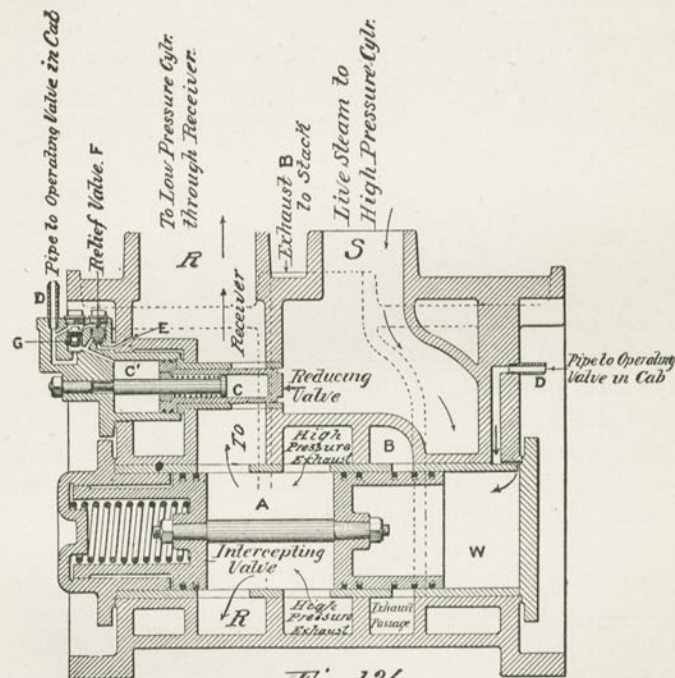 Pipe to Operating Valve in Cab
Relief Valve. F
To Low Pressure Cylr.
through Receiver.
Exhaust B
to Stack
Live Steam to
High Pressure Cylr.
R
S
D
G
E
Receiver
C'
C
Reducing
Valve
Pipe to Operating
Valve in Cab
D
To
High
Pressure
Exhaust
B
A
W
Intercepting
Valve
R
High
Pressure
Exhaust
Exhaust
Passage